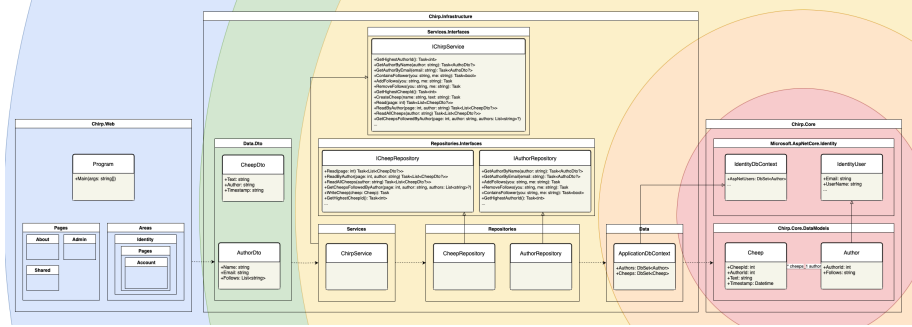 Chirp.Infrastructure
Services.Interfaces
IChirpService
+GetHighestAuthorId(): Task<int>
+GetAuthorByName(author: string): Task<AuthoDto?>
+GetAuthorByEmail(email: string): Task<AuthoDto?>
+ContainsFollower(you: string, me: string): Task<bool>
+AddFollows(you: string, me: string): Task
+RemoveFollows(you: string, me: string): Task
+GetHighestCheepId(): Task<int>
+CreateCheep(name: string, text: string): Task
+Read(page: int) Task<List<CheepDto?>>
+ReadByAuthor(page: int, author: string) Task<List<CheepDto?>>
+ReadAllCheeps(author: string) Task<List<CheepDto?>>
+GetCheepsFollowedByAuthor(page: int, author: string, authors: List<string>?)
...
Chirp.Web
Program
+Main(args: string[])
Pages
About
Admin
Shared
Areas
Identity
Pages
Account
Data.Dto
CheepDto
+Text: string
+Author: string
+Timestamp: string
AuthorDto
+Name: string
+Email: string
+Follows: List<string>
Repositories.Interfaces
ICheepRepository
+Read(page: int) Task<List<CheepDto?>>
+ReadByAuthor(page: int, author: string) Task<List<CheepDto?>>
+ReadAllCheeps(author: string) Task<List<CheepDto?>>
+GetCheepsFollowedByAuthor(page: int, author: string, authors: List<string>?)
+WriteCheep(cheep: Cheep) Task
+GetHighestCheepId(): Task<int>
...
IAuthorRepository
+GetAuthorByName(author: string) Task<AuthorDto?>
+GetAuthorByEmail(email: string) Task<AuthorDto?>
+AddFollows(you: string, me: string) Task
+RemoveFollows(you: string, me: string) Task
+ContainsFollower(you: string, me: string) Task<bool>
+GetHighestAuthorId(): Task<int>
...
Services
ChirpService
Repositories
CheepRepository
AuthorRepository
Data
ApplicationDbContext
+Authors: DbSet<Author>
+Cheeps: DbSet<Cheep>
Chirp.Core
Microsoft.AspNetCore.Identity
IdentityDbContext
+AspNetUsers: DbSet<Author>
...
IdentityUser
+Email: string
+UserName: string
...
Chirp.Core.DataModels
Cheep
+CheepId: int
+AuthorId: int
+Text: string
+Timestamp: Datetime
Author
+AuthorId: int
+Follows: string